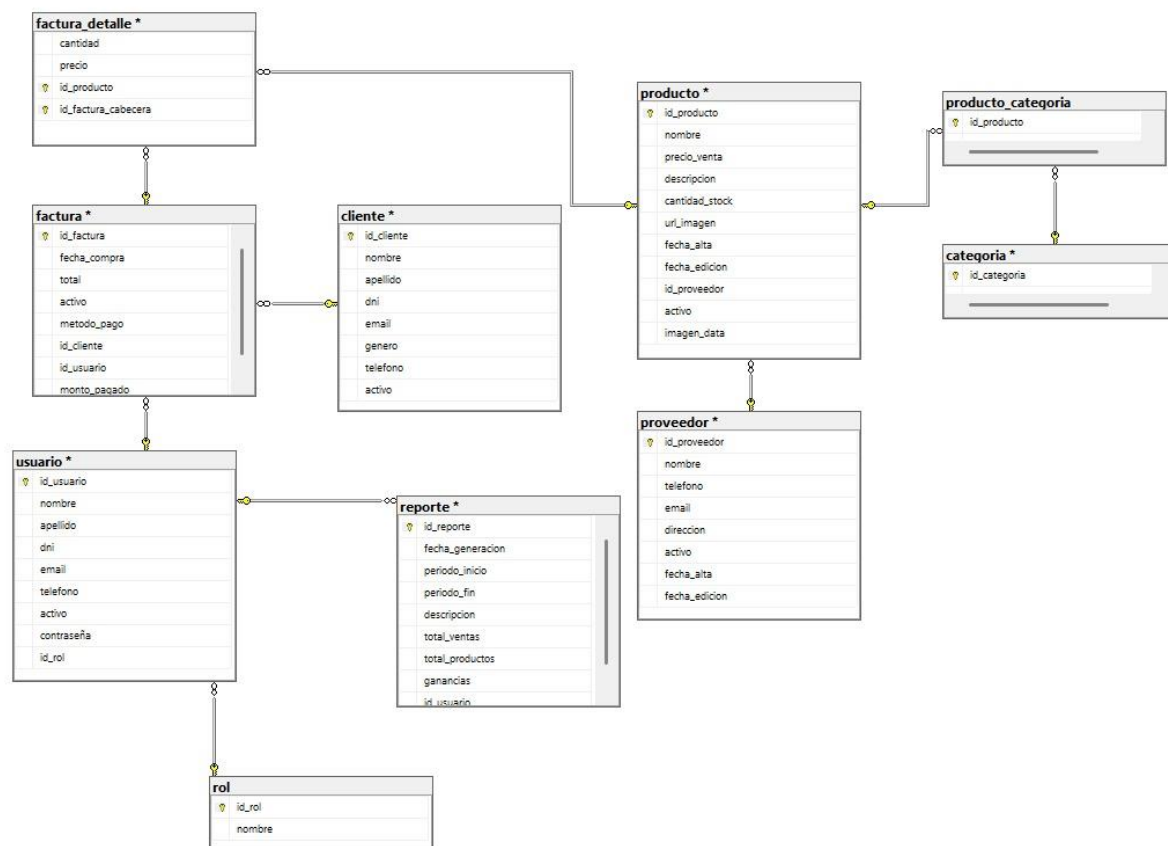 factura_detalle *
cantidad
precio
id_producto
id_factura_cabecera
factura *
id_factura
fecha_compra
total
activo
metodo_pago
id_cliente
id_usuario
monto_pagado
cliente *
id_cliente
nombre
apellido
dni
email
genero
telefono
activo
usuario *
id_usuario
nombre
apellido
dni
email
telefono
activo
contraseña
id_rol
reporte *
id_reporte
fecha_generacion
periodo_inicio
periodo_fin
descripcion
total_ventas
total_productos
ganancias
id_usuario
rol
id_rol
nombre
producto *
id_producto
nombre
precio_venta
descripcion
cantidad_stock
url_imagen
fecha_alta
fecha_edicion
id_proveedor
activo
imagen_data
proveedor *
id_proveedor
nombre
telefono
email
direccion
activo
fecha_alta
fecha_edicion
producto_categoria
id_producto
categoria *
id_categoria